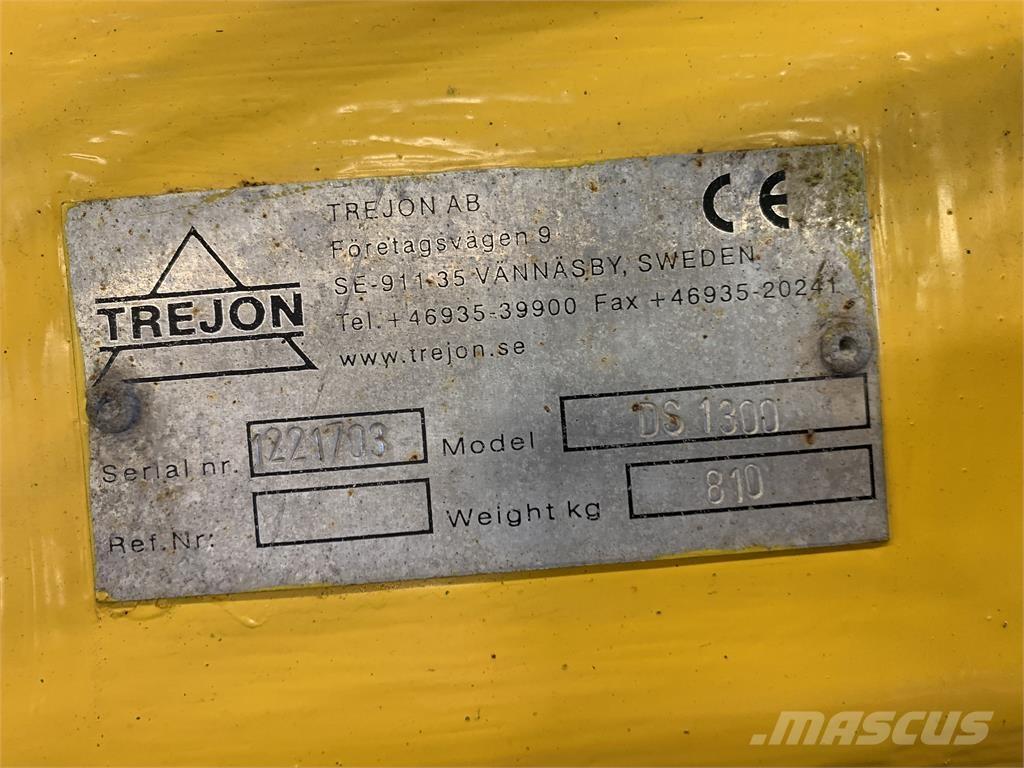 TREJON
TREJON AB
Företagsvägen 9
SE-911 35 VÄNNÄSBY, SWEDEN
Tel. +46935-39900 Fax +46935-20241
www.trejon.se
CE
Serial nr. 1221703 Model DS 1300
Ref.Nr: Weight kg 810
MASCUS